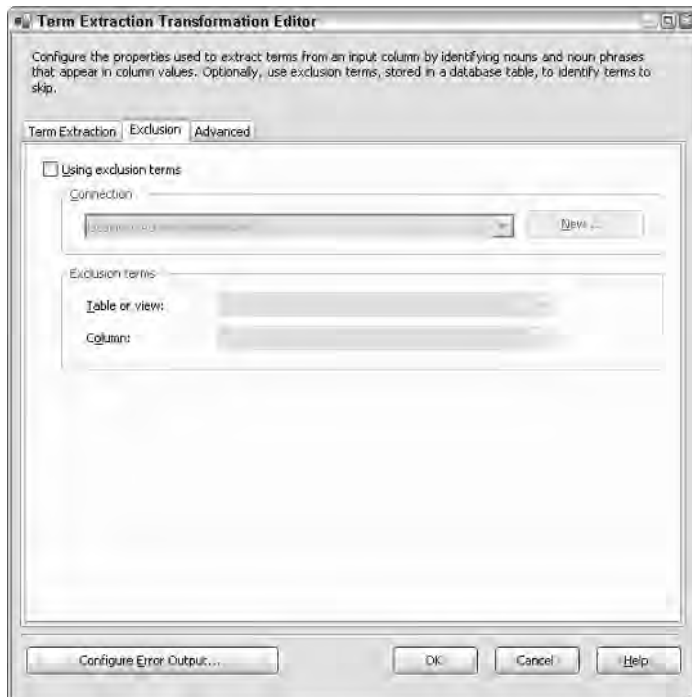 Term Extraction Transformation Editor
Configure the properties used to extract terms from an input column by identifying nouns and noun phrases
that appear in column values. Optionally, use exclusion terms, stored in a database table, to identify terms to
skip.
Term Extraction Exclusion Advanced
Using exclusion terms
Connection
New ...
Exclusion terms
Table or view:
Column:
Configure Error Output... OK Cancel Help